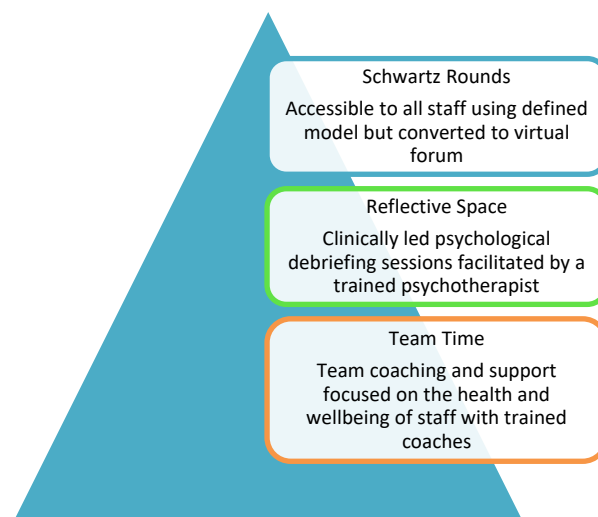 Schwartz Rounds
Accessible to all staff using defined
model but converted to virtual
forum
Reflective Space
Clinically led psychological
debriefing sessions facilitated by a
trained psychotherapist
Team Time
Team coaching and support
focused on the health and
wellbeing of staff with trained
coaches